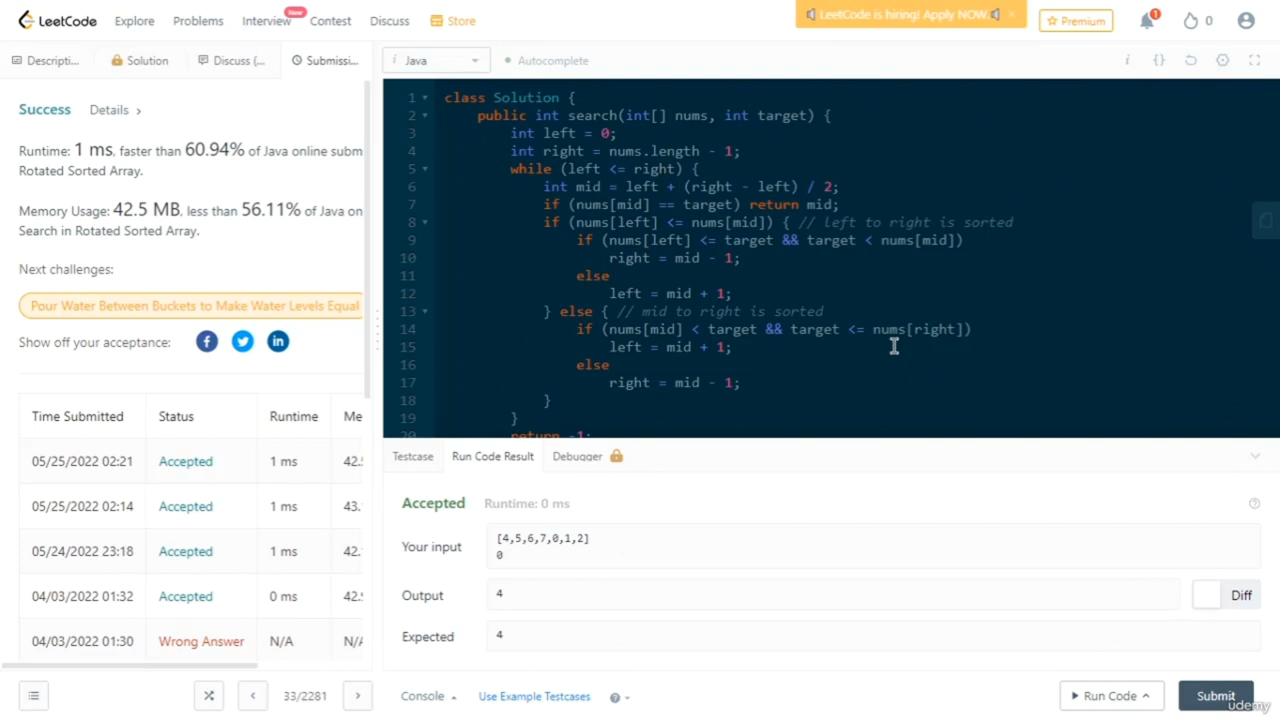 LeetCode
Explore
Problems
Interview
New
Contest
Discuss
Store
LeetCode is hiring! Apply NOW.
Premium
1
0
Descripti...
Solution
Discuss (...
Submissi...
i Java
Autocomplete
Success
Details >
Runtime: 1 ms, faster than 60.94% of Java online subm
Rotated Sorted Array.
Memory Usage: 42.5 MB, less than 56.11% of Java on
Search in Rotated Sorted Array.
Next challenges:
Pour Water Between Buckets to Make Water Levels Equal
Show off your acceptance:
Time Submitted Status Runtime Me
05/25/2022 02:21 Accepted 1 ms 42.
05/25/2022 02:14 Accepted 1 ms 43.
05/24/2022 23:18 Accepted 1 ms 42.
04/03/2022 01:32 Accepted 0 ms 42.
04/03/2022 01:30 Wrong Answer N/A N/
33/2281
1 class Solution {
2 public int search(int[] nums, int target) {
3 int left = 0;
4 int right = nums.length - 1;
5 while (left <= right) {
6 int mid = left + (right - left) / 2;
7 if (nums[mid] == target) return mid;
8 if (nums[left] <= nums[mid]) { // left to right is sorted
9 if (nums[left] <= target && target < nums[mid])
10 right = mid - 1;
11 else
12 left = mid + 1;
13 } else { // mid to right is sorted
14 if (nums[mid] < target && target <= nums[right])
15 left = mid + 1;
16 else
17 right = mid - 1;
18 }
19 }
20 return -1;
Testcase
Run Code Result
Debugger
Accepted
Runtime: 0 ms
Your input
[4,5,6,7,0,1,2]
0
Output
4
Diff
Expected
4
Console
Use Example Testcases
Run Code
Submit
udemy